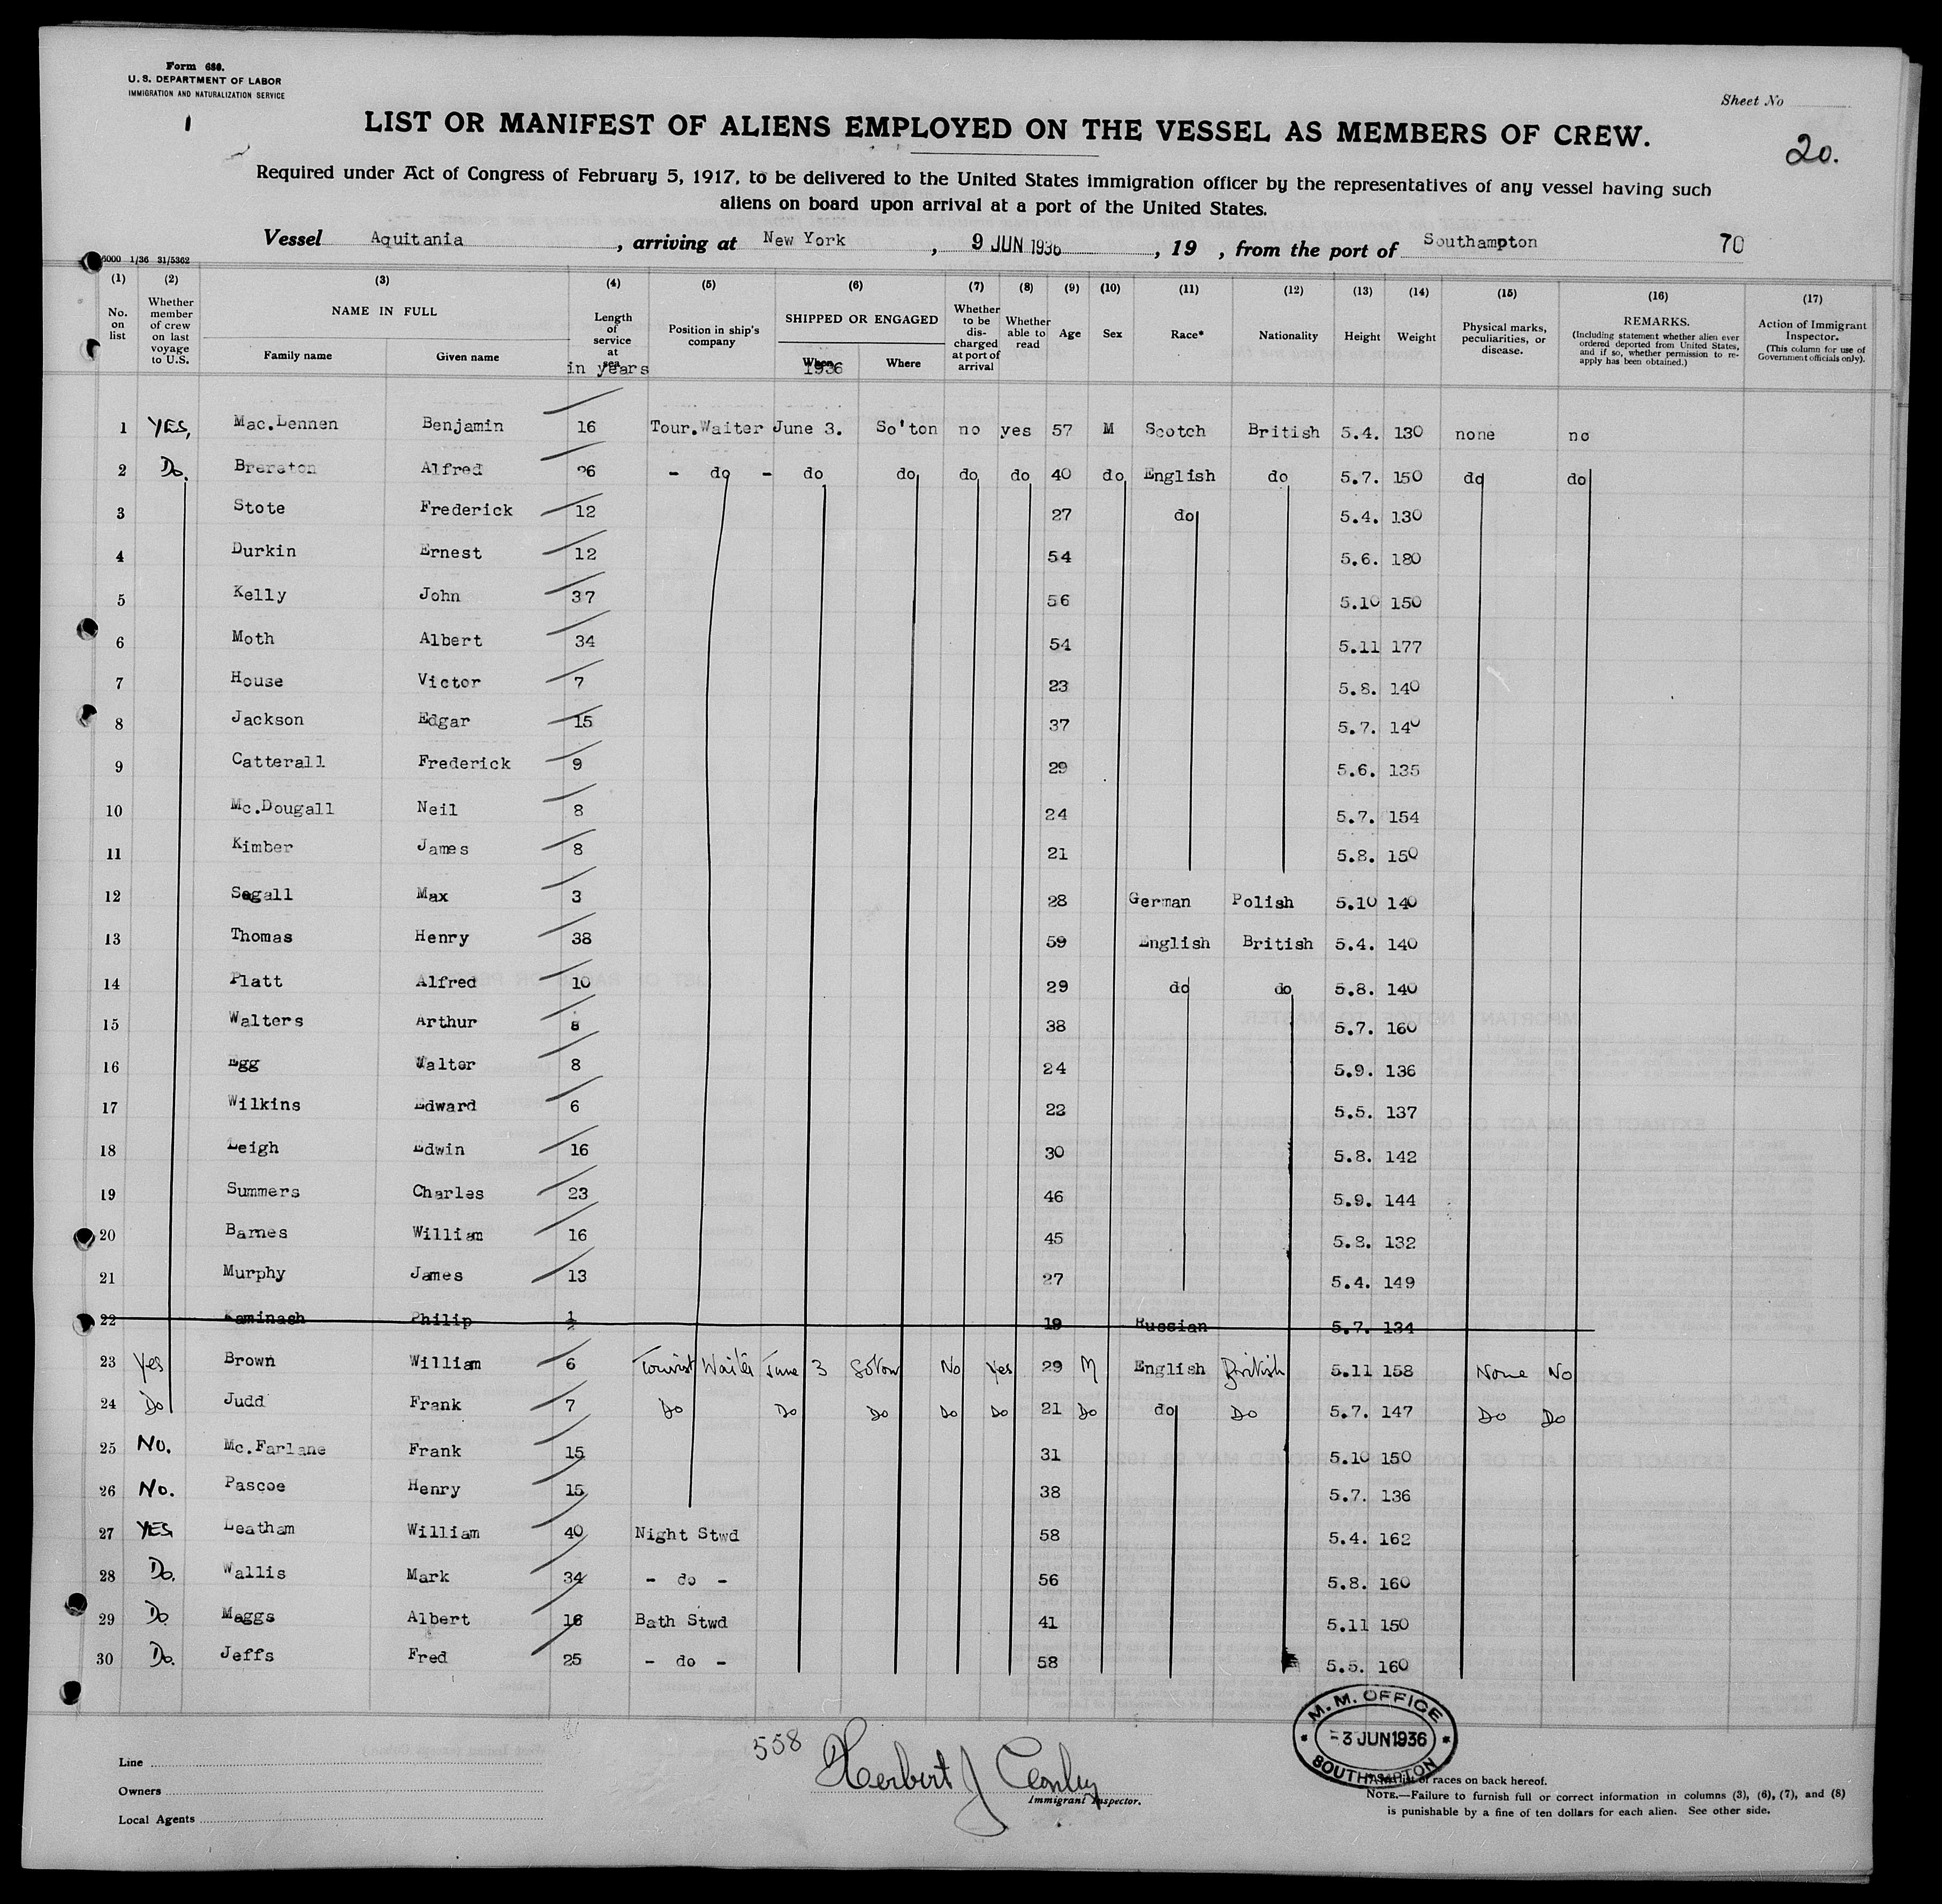 Form 680.
U. S. DEPARTMENT OF LABOR
IMMIGRATION AND NATURALIZATION SERVICE
Sheet No
1
LIST OR MANIFEST OF ALIENS EMPLOYED ON THE VESSEL AS MEMBERS OF CREW.
20.
Required under Act of Congress of February 5, 1917, to be delivered to the United States immigration officer by the representatives of any vessel having such
aliens on board upon arrival at a port of the United States.
Vessel Aquitania , arriving at New York , 9 JUN 1936 , 19 , from the port of Southampton 70
6000 1/36 31/5362
(1) (2) (3) (4) (5) (6) (7) (8) (9) (10) (11) (12) (13) (14) (15) (16) (17)
No. on list
Whether member of crew on last voyage to U.S.
NAME IN FULL
Family name Given name
Length of service at sea
in years
Position in ship's company
SHIPPED OR ENGAGED
When Where
1936
Whether to be discharged at port of arrival
Whether able to read
Age
Sex
Race*
Nationality
Height
Weight
Physical marks, peculiarities, or disease.
REMARKS.
(Including statement whether alien ever ordered deported from United States, and if so, whether permission to reapply has been obtained.)
Action of Immigrant Inspector.
(This column for use of Government officials only).
1 YES, Mac.Lennen Benjamin 16 Tour.Waiter June 3. So'ton no yes 57 M Scotch British 5.4. 130 none no
2 Do. Brereton Alfred 26 - do - do do do do 40 do English do 5.7. 150 do do
3 Stote Frederick 12 27 do 5.4. 130
4 Durkin Ernest 12 54 5.6. 180
5 Kelly John 37 56 5.10 150
6 Moth Albert 34 54 5.11 177
7 House Victor 7 23 5.8. 140
8 Jackson Edgar 15 37 5.7. 140
9 Catterall Frederick 9 29 5.6. 135
10 Mc.Dougall Neil 8 24 5.7. 154
11 Kimber James 8 21 5.8. 150
12 Segall Max 3 28 German Polish 5.10 140
13 Thomas Henry 38 59 English British 5.4. 140
14 Platt Alfred 10 29 do do 5.8. 140
15 Walters Arthur 8 38 5.7. 160
16 Egg Walter 8 24 5.9. 136
17 Wilkins Edward 6 22 5.5. 137
18 Leigh Edwin 16 30 5.8. 142
19 Summers Charles 23 46 5.9. 144
20 Barnes William 16 45 5.8. 132
21 Murphy James 13 27 5.4. 149
22 Kaminash Philip ½ 19 Russian 5.7. 134
23 Yes Brown William 6 Tourist Waiter June 3 So'ton No Yes 29 M English British 5.11 158 None No
24 Do Judd Frank 7 Do Do Do Do Do 21 Do do Do 5.7. 147 Do Do
25 No. Mc.Farlane Frank 15 31 5.10 150
26 No. Pascoe Henry 15 38 5.7. 136
27 YES Leatham William 40 Night Stwd 58 5.4. 162
28 Do. Wallis Mark 34 - do - 56 5.8. 160
29 Do Maggs Albert 16 Bath Stwd 41 5.11 150
30 Do. Jeffs Fred 25 - do - 58 5.5. 160
M. M. OFFICE
-3 JUN 1936
SOUTHAMPTON
558
Herbert J
Immigrant Inspector.
Line
Owners
Local Agents
of races on back hereof.
NOTE.—Failure to furnish full or correct information in columns (3), (6), (7), and (8)
is punishable by a fine of ten dollars for each alien. See other side.